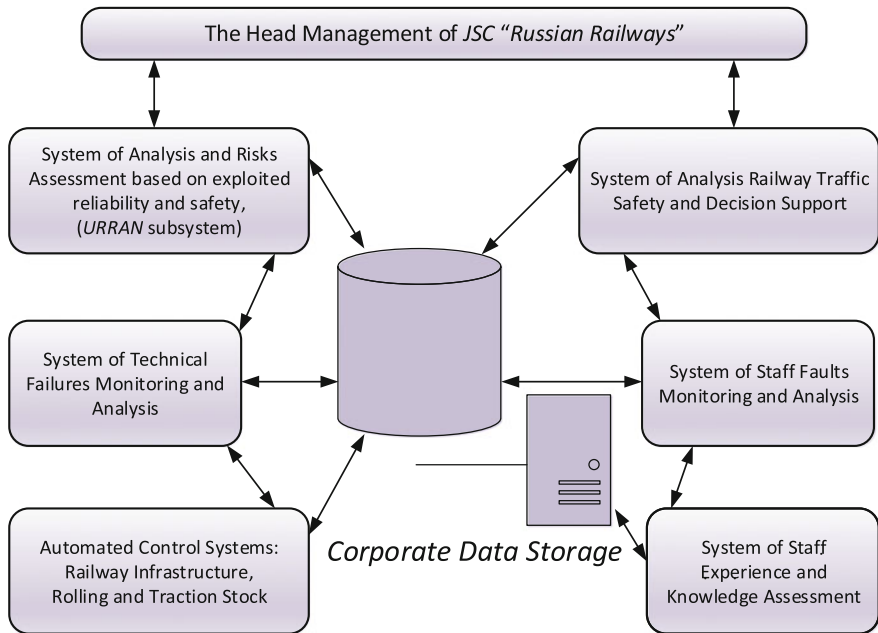 The Head Management of JSC “Russian Railways”
System of Analysis and Risks
Assessment based on exploited
reliability and safety,
(URRAN subsystem)
System of Analysis Railway Traffic
Safety and Decision Support
System of Technical
Failures Monitoring and
Analysis
System of Staff Faults
Monitoring and Analysis
Automated Control Systems:
Railway Infrastructure,
Rolling and Traction Stock
Corporate Data Storage
System of Staff
Experience and
Knowledge Assessment